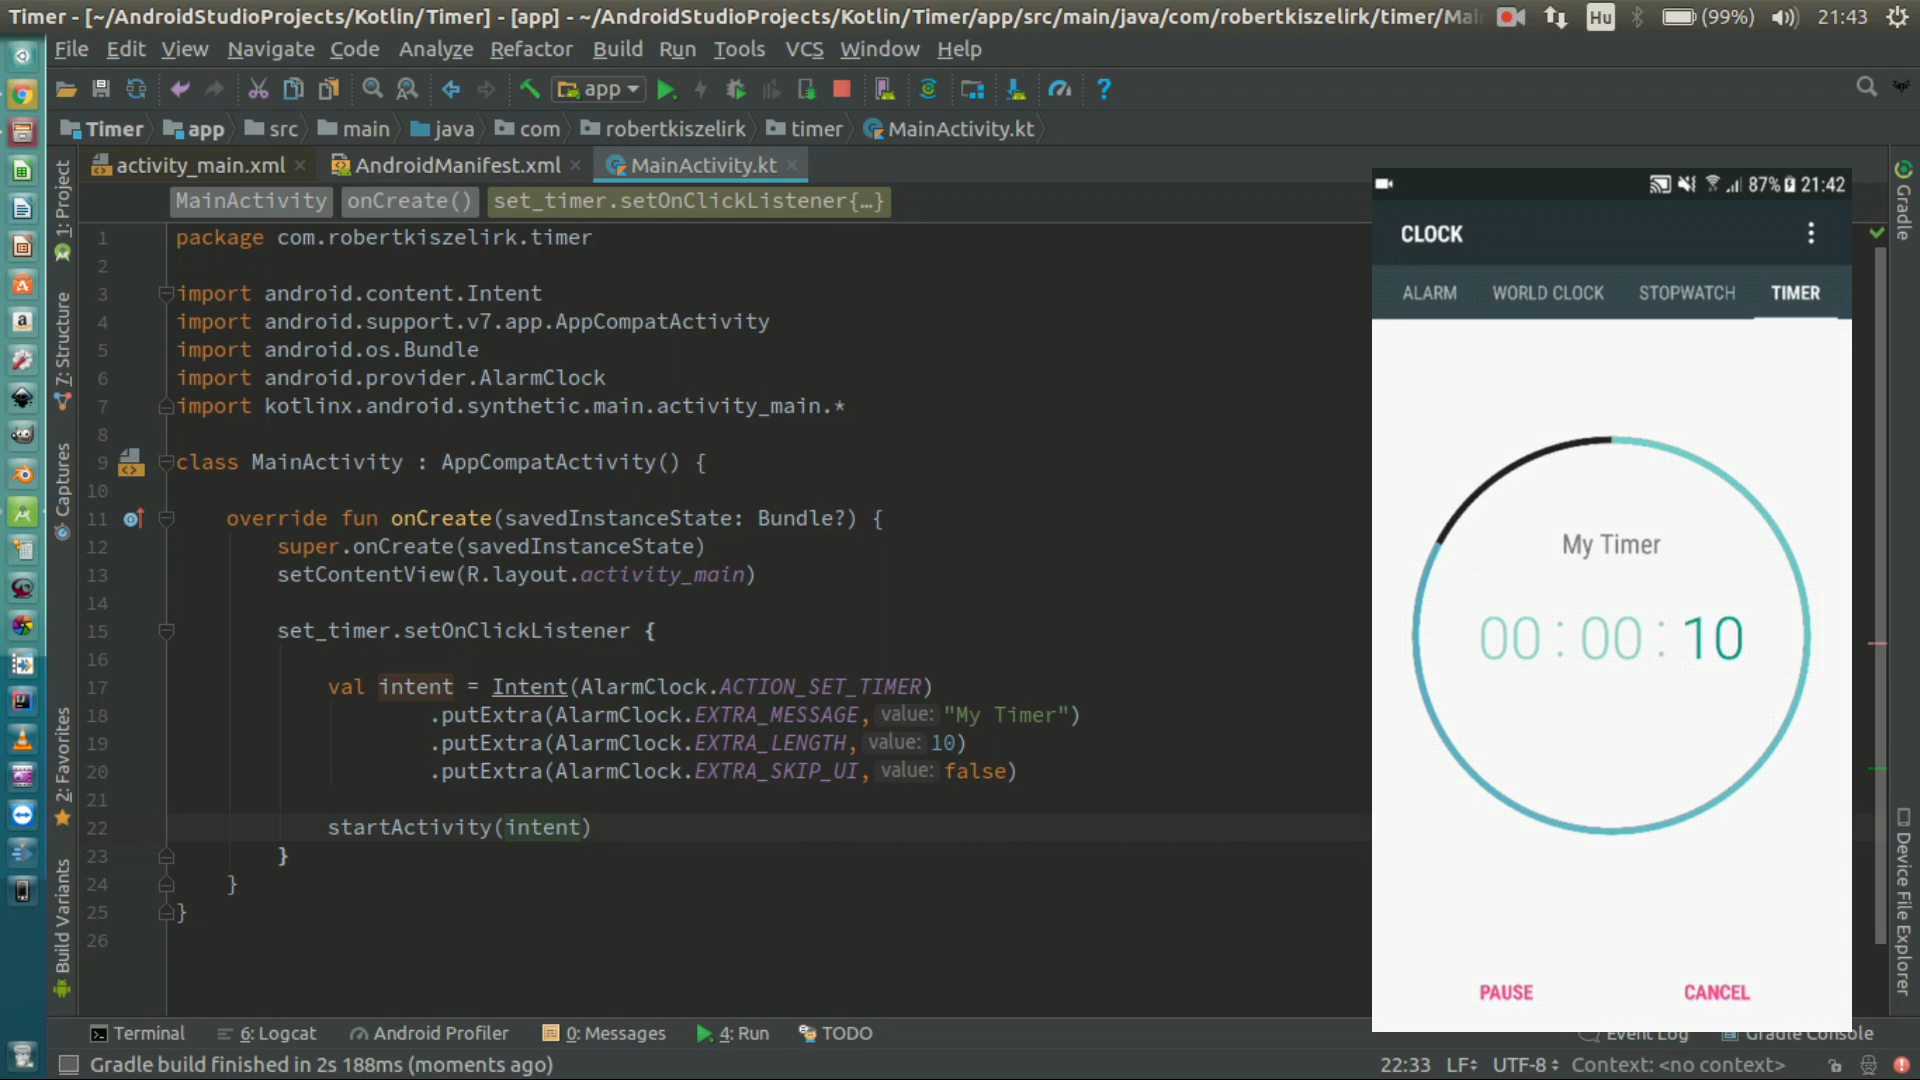 Timer - [~/AndroidStudioProjects/Kotlin/Timer] - [app] - ~/AndroidStudioProjects/Kotlin/Timer/app/src/main/java/com/robertkiszelirk/timer/Mai
Hu (99%) 21:43
File Edit View Navigate Code Analyze Refactor Build Run Tools VCS Window Help
app
Timer app src main java com robertkiszelirk timer MainActivity.kt
activity_main.xml AndroidManifest.xml MainActivity.kt
MainActivity onCreate() set_timer.setOnClickListener{…}
1 package com.robertkiszelirk.timer
2
3 import android.content.Intent
4 import android.support.v7.app.AppCompatActivity
5 import android.os.Bundle
6 import android.provider.AlarmClock
7 import kotlinx.android.synthetic.main.activity_main.*
8
9 class MainActivity : AppCompatActivity() {
10
11 override fun onCreate(savedInstanceState: Bundle?) {
12 super.onCreate(savedInstanceState)
13 setContentView(R.layout.activity_main)
14
15 set_timer.setOnClickListener {
16
17 val intent = Intent(AlarmClock.ACTION_SET_TIMER)
18 .putExtra(AlarmClock.EXTRA_MESSAGE, value: "My Timer")
19 .putExtra(AlarmClock.EXTRA_LENGTH, value: 10)
20 .putExtra(AlarmClock.EXTRA_SKIP_UI, value: false)
21
22 startActivity(intent)
23 }
24 }
25 }
26
1: Project
7: Structure
Captures
2: Favorites
Build Variants
87% 21:42
CLOCK
ALARM WORLD CLOCK STOPWATCH TIMER
My Timer
00 : 00 : 10
PAUSE CANCEL
Gradle
Device File Explorer
Terminal 6: Logcat Android Profiler 0: Messages 4: Run TODO Event Log Gradle Console
Gradle build finished in 2s 188ms (moments ago) 22:33 LF UTF-8 Context: <no context>